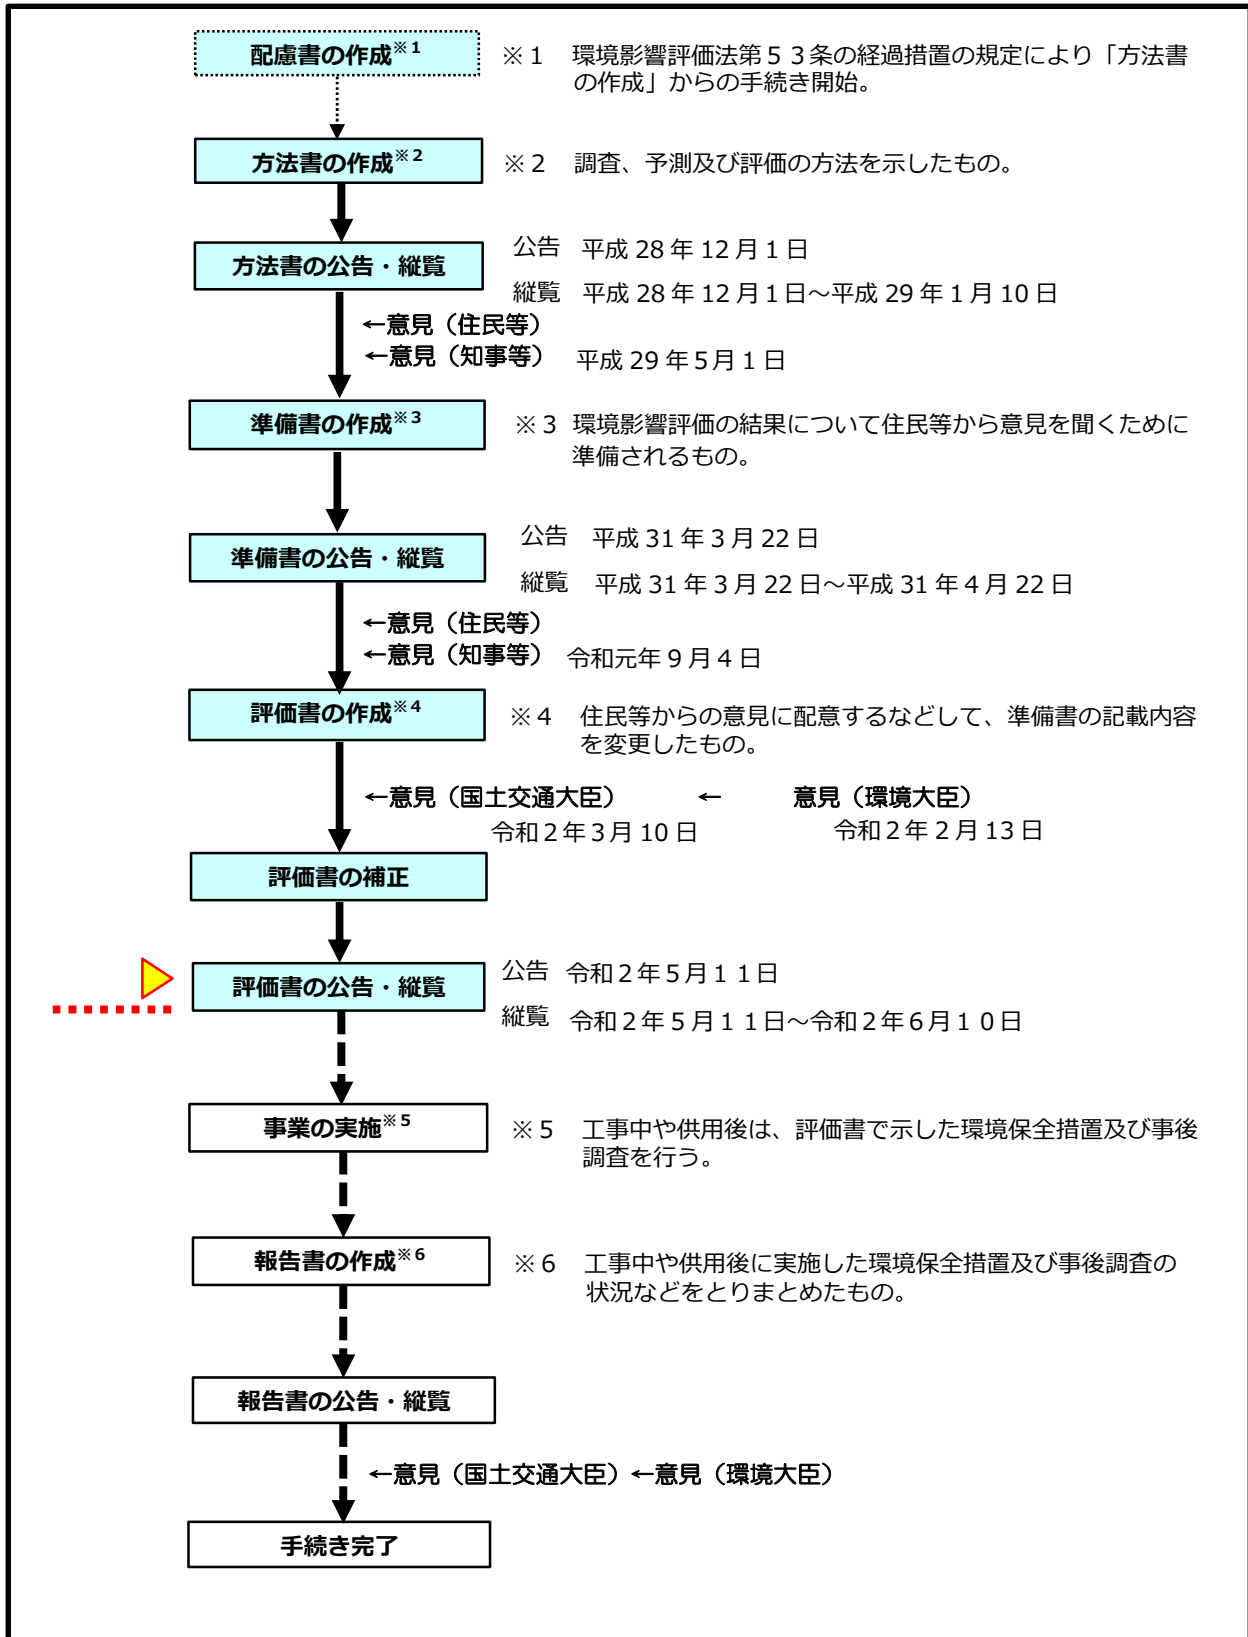 配慮書の作成※1
※１　環境影響評価法第５３条の経過措置の規定により「方法書
の作成」からの手続き開始。
方法書の作成※2
※２　調査、予測及び評価の方法を示したもの。
方法書の公告・縦覧
公告　平成 28 年 12 月 1 日
縦覧　平成 28 年 12 月 1 日～平成 29 年 1 月 10 日
←意見（住民等）
←意見（知事等）　平成 29 年 5 月 1 日
準備書の作成※3
※３ 環境影響評価の結果について住民等から意見を聞くために
準備されるもの。
準備書の公告・縦覧
公告　平成 31 年 3 月 22 日
縦覧　平成 31 年 3 月 22 日～平成 31 年 4 月 22 日
←意見（住民等）
←意見（知事等）　令和元年 9 月 4 日
評価書の作成※4
※４　住民等からの意見に配意するなどして、準備書の記載内容
を変更したもの。
←意見（国土交通大臣）　←　意見（環境大臣）
令和２年３月 10 日　令和２年２月 13 日
評価書の補正
評価書の公告・縦覧
公告　令和２年５月１１日
縦覧　令和２年５月１１日～令和２年６月１０日
事業の実施※5
※５　工事中や供用後は、評価書で示した環境保全措置及び事後
調査を行う。
報告書の作成※6
※６　工事中や供用後に実施した環境保全措置及び事後調査の
状況などをとりまとめたもの。
報告書の公告・縦覧
←意見（国土交通大臣）←意見（環境大臣）
手続き完了